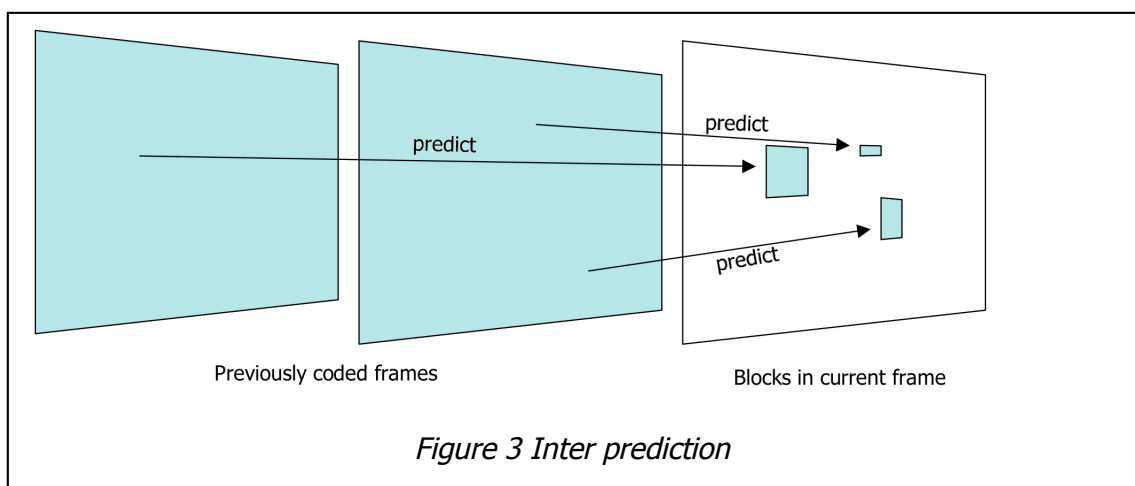 predict
predict
predict
Previously coded frames
Blocks in current frame
Figure 3 Inter prediction